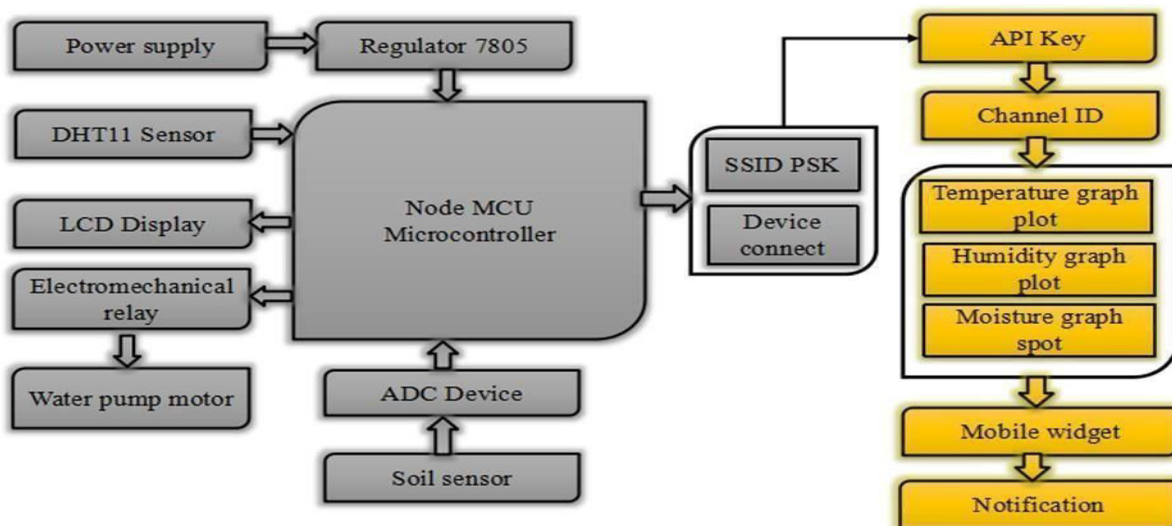 Power supply
Regulator 7805
DHT11 Sensor
LCD Display
Electromechanical
relay
Water pump motor
Node MCU
Microcontroller
ADC Device
Soil sensor
SSID PSK
Device
connect
API Key
Channel ID
Temperature graph
plot
Humidity graph
plot
Moisture graph
spot
Mobile widget
Notification